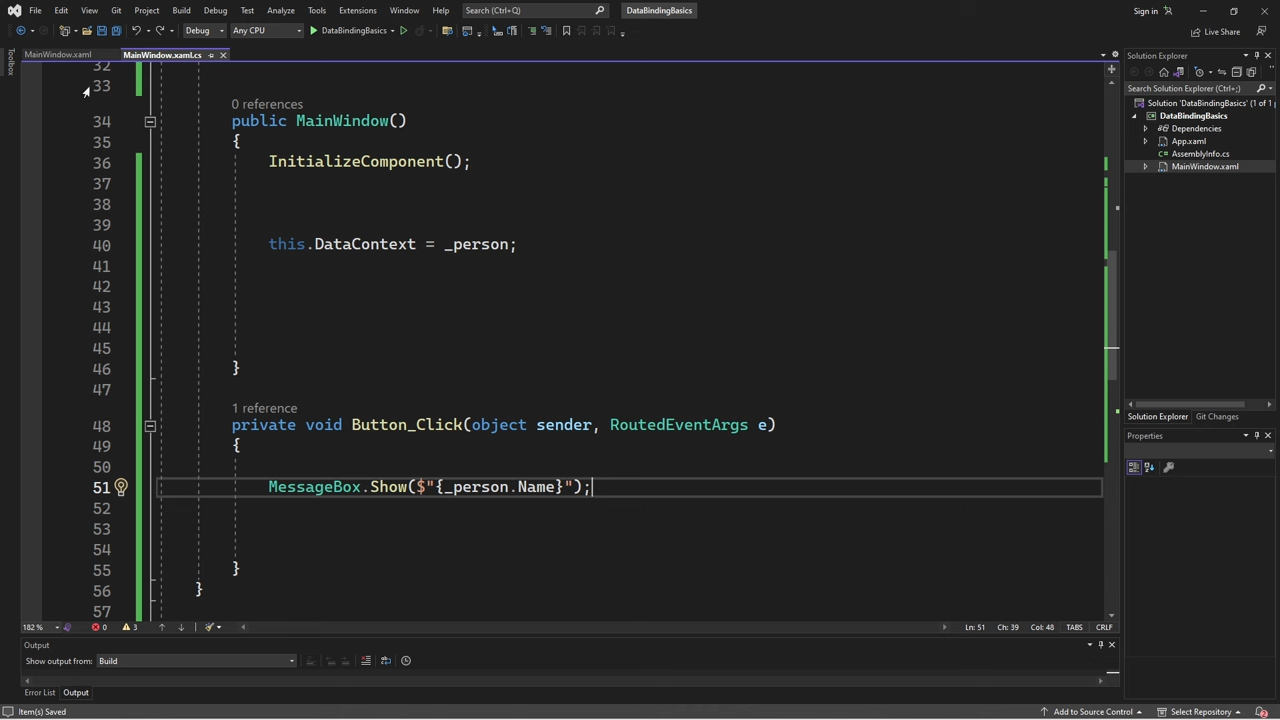 File Edit View Git Project Build Debug Test Analyze Tools Extensions Window Help Search (Ctrl+Q) DataBindingBasics Sign in
Debug Any CPU DataBindingBasics Live Share
Toolbox
MainWindow.xaml MainWindow.xaml.cs
32
33
0 references
34 public MainWindow()
35 {
36 InitializeComponent();
37
38
39
40 this.DataContext = _person;
41
42
43
44
45
46 }
47
1 reference
48 private void Button_Click(object sender, RoutedEventArgs e)
49 {
50
51 MessageBox.Show($"{_person.Name}");
52
53
54
55 }
56 }
57
182 % 0 3 Ln: 51 Ch: 39 Col: 48 TABS CRLF
Output
Show output from: Build
Error List Output
Item(s) Saved Add to Source Control Select Repository 2
Solution Explorer
Search Solution Explorer (Ctrl+;)
Solution 'DataBindingBasics' (1 of 1 p
DataBindingBasics
Dependencies
App.xaml
AssemblyInfo.cs
MainWindow.xaml
Solution Explorer Git Changes
Properties